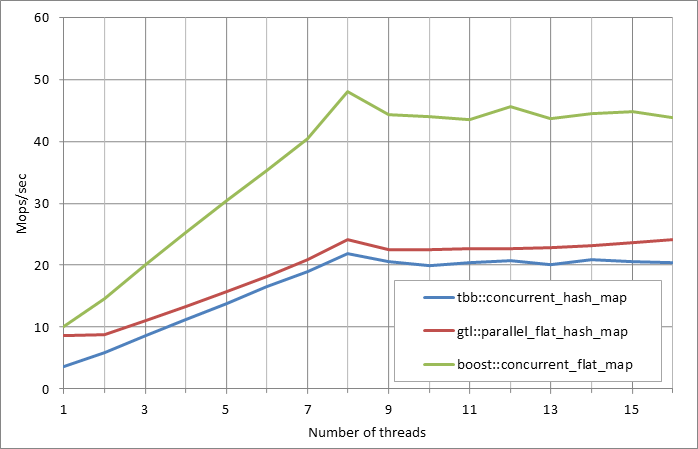 60
50
40
30
20
10
0
Mops/sec
1 3 5 7 9 11 13 15
Number of threads
tbb::concurrent_hash_map
gtl::parallel_flat_hash_map
boost::concurrent_flat_map